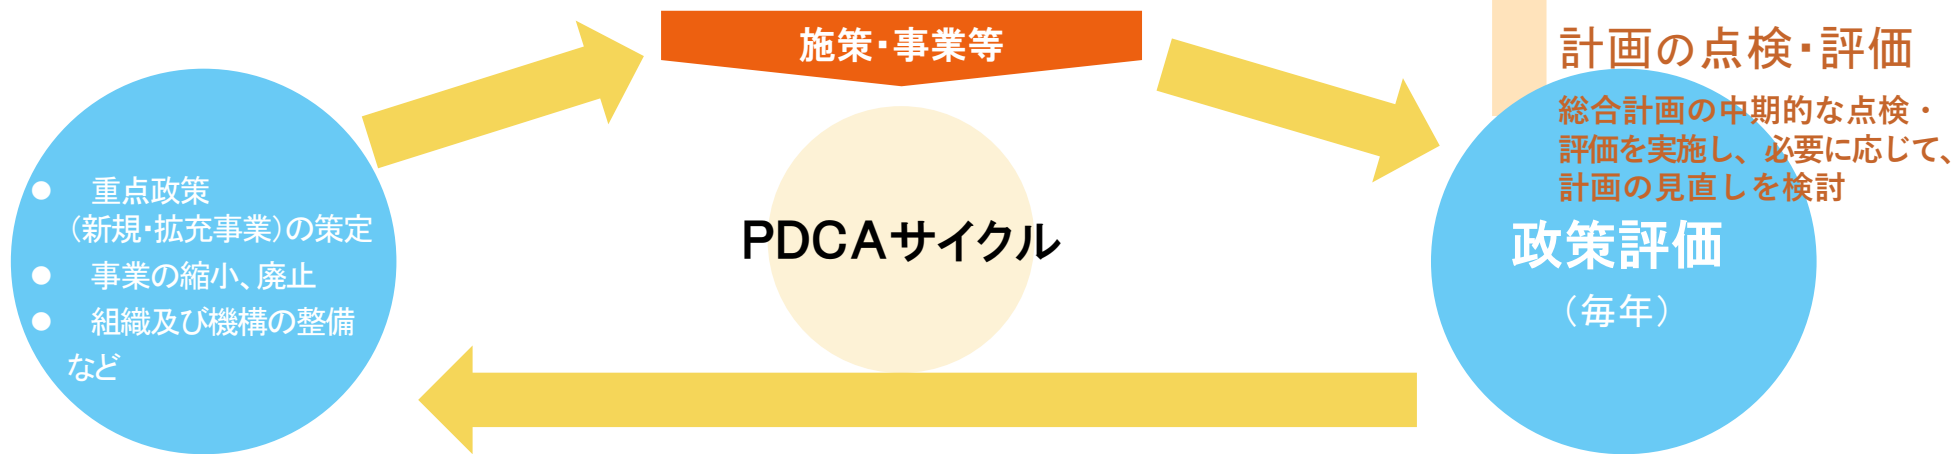 施策・事業等
計画の点検・評価
総合計画の中期的な点検・
評価を実施し、必要に応じて、
計画の見直しを検討
● 重点政策
（新規・拡充事業）の策定
● 事業の縮小、廃止
● 組織及び機構の整備
など
PDCAサイクル
政策評価
（毎年）